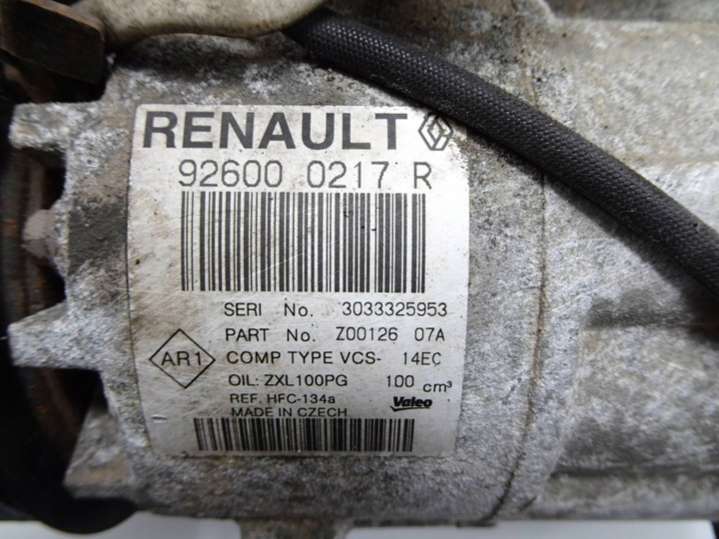 RENAULT
92600 0217 R
SERI No. 3033325953
PART No. Z00126 07A
AR1
COMP TYPE VCS- 14EC
OIL: ZXL100PG 100 cm³
REF. HFC-134a
MADE IN CZECH
Valeo